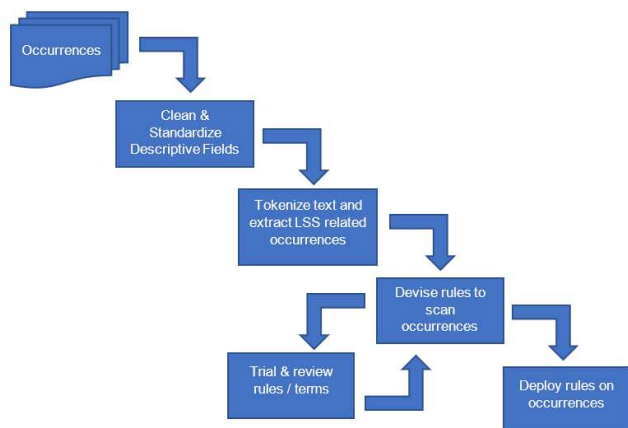 Occurrences
Clean &
Standardize
Descriptive Fields
Tokenize text and
extract LSS related
occurrences
Devise rules to
scan
occurrences
Trial & review
rules / terms
Deploy rules on
occurrences